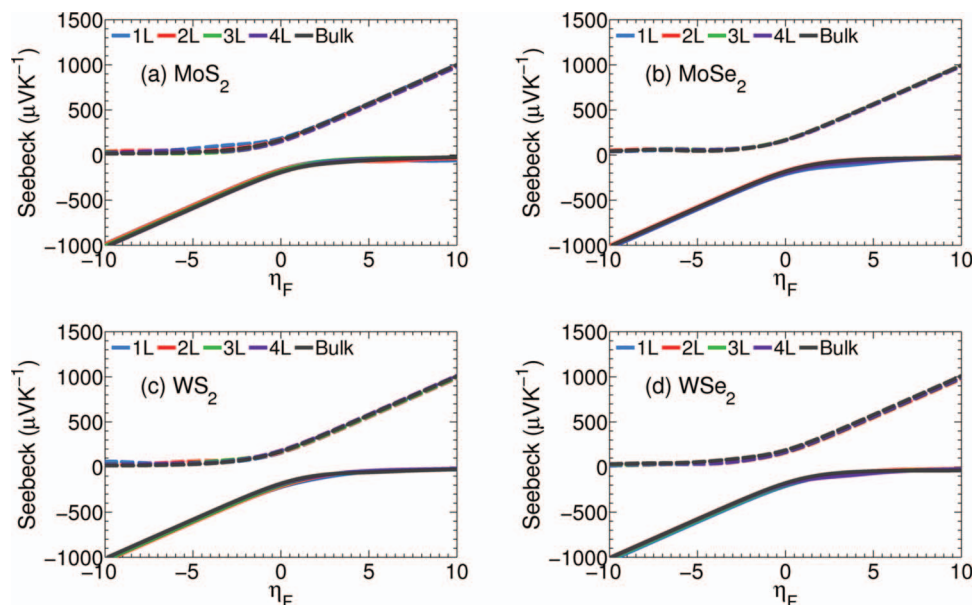 1L 2L 3L 4L Bulk
(a) MoS₂
Seebeck (μVK⁻¹)
1500
1000
500
0
−500
−1000
−10 −5 0 5 10
η_F
1L 2L 3L 4L Bulk
(b) MoSe₂
Seebeck (μVK⁻¹)
1500
1000
500
0
−500
−1000
−10 −5 0 5 10
η_F
1L 2L 3L 4L Bulk
(c) WS₂
Seebeck (μVK⁻¹)
1500
1000
500
0
−500
−1000
−10 −5 0 5 10
η_F
1L 2L 3L 4L Bulk
(d) WSe₂
Seebeck (μVK⁻¹)
1500
1000
500
0
−500
−1000
−10 −5 0 5 10
η_F